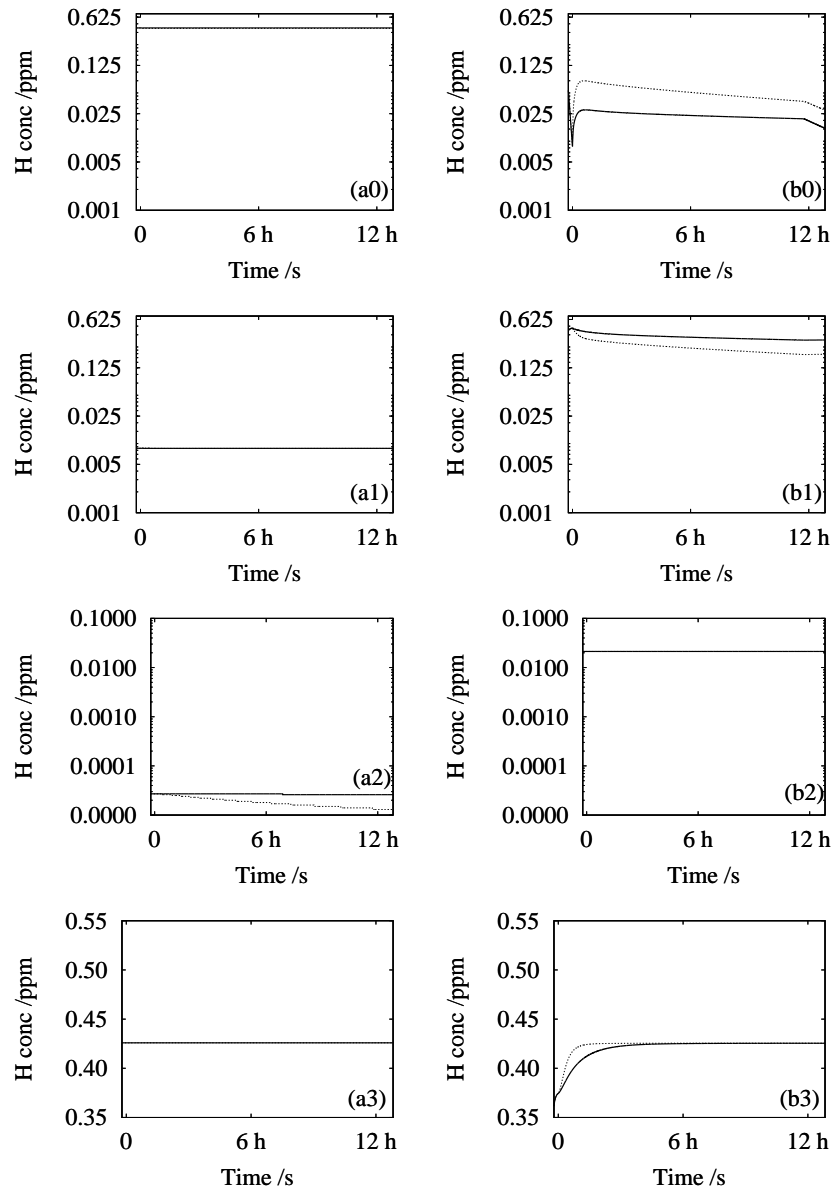 H conc /ppm
0.625
0.125
0.025
0.005
0.001
0
6 h
12 h
Time /s
(a0)
H conc /ppm
0.625
0.125
0.025
0.005
0.001
0
6 h
12 h
Time /s
(b0)
H conc /ppm
0.625
0.125
0.025
0.005
0.001
0
6 h
12 h
Time /s
(a1)
H conc /ppm
0.625
0.125
0.025
0.005
0.001
0
6 h
12 h
Time /s
(b1)
H conc /ppm
0.1000
0.0100
0.0010
0.0001
0.0000
0
6 h
12 h
Time /s
(a2)
H conc /ppm
0.1000
0.0100
0.0010
0.0001
0.0000
0
6 h
12 h
Time /s
(b2)
H conc /ppm
0.55
0.50
0.45
0.40
0.35
0
6 h
12 h
Time /s
(a3)
H conc /ppm
0.55
0.50
0.45
0.40
0.35
0
6 h
12 h
Time /s
(b3)